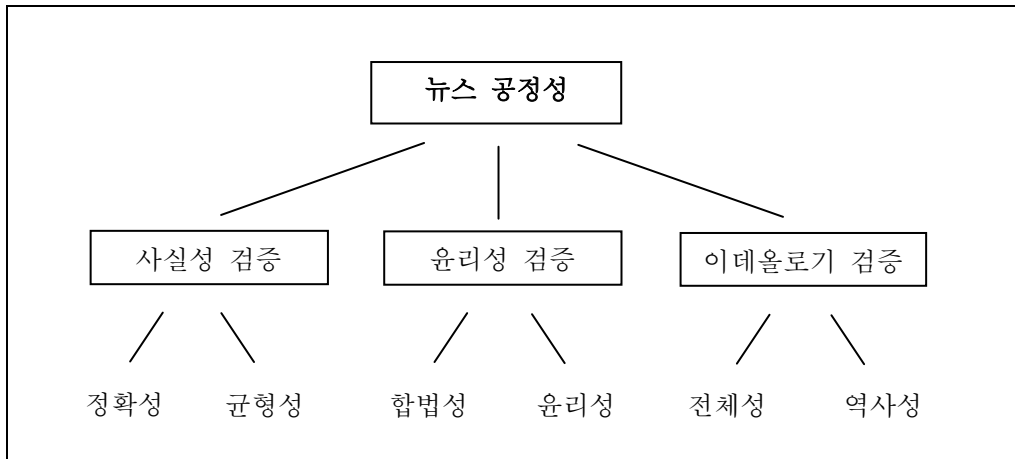 뉴스 공정성
사실성 검증 윤리성 검증 이데올로기 검증
정확성 균형성 합법성 윤리성 전체성 역사성